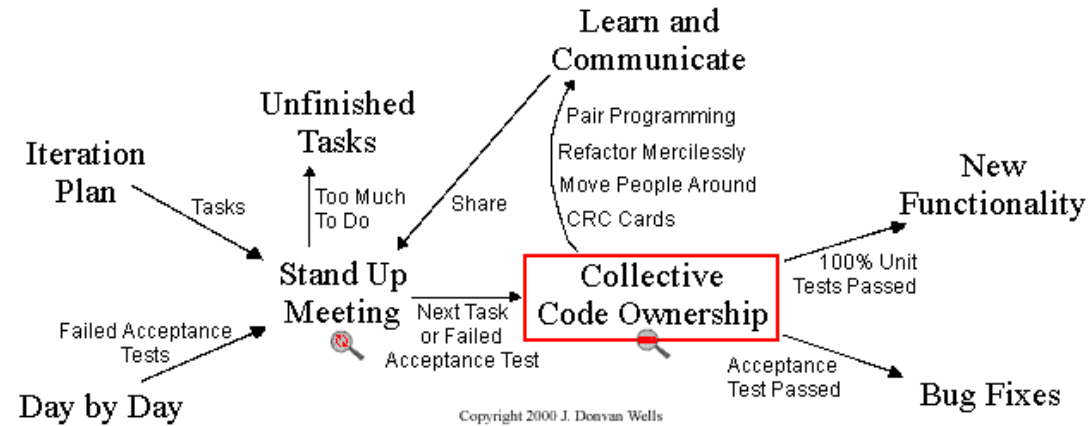 Learn and
Communicate
Unfinished
Tasks
Pair Programming
Iteration
Plan
Refactor Mercilessly
New
Functionality
Move People Around
Tasks
Too Much
To Do
Share
CRC Cards
Stand Up
Meeting
Collective
Code Ownership
100% Unit
Tests Passed
Failed Acceptance
Tests
Next Task
or Failed
Acceptance Test
Acceptance
Test Passed
Day by Day
Bug Fixes
Copyright 2000 J. Donvan Wells